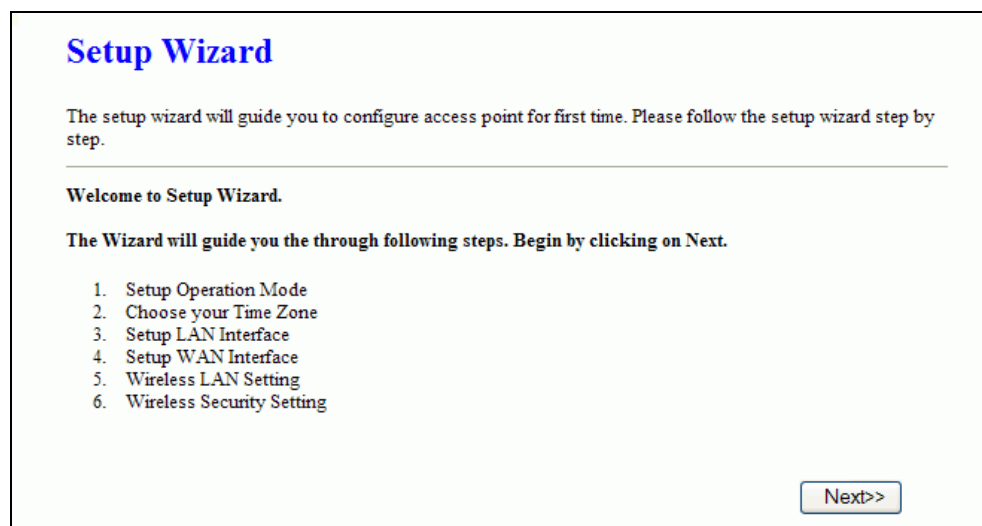 Setup Wizard
The setup wizard will guide you to configure access point for first time. Please follow the setup wizard step by
step.
Welcome to Setup Wizard.
The Wizard will guide you the through following steps. Begin by clicking on Next.
1. Setup Operation Mode
2. Choose your Time Zone
3. Setup LAN Interface
4. Setup WAN Interface
5. Wireless LAN Setting
6. Wireless Security Setting
Next>>